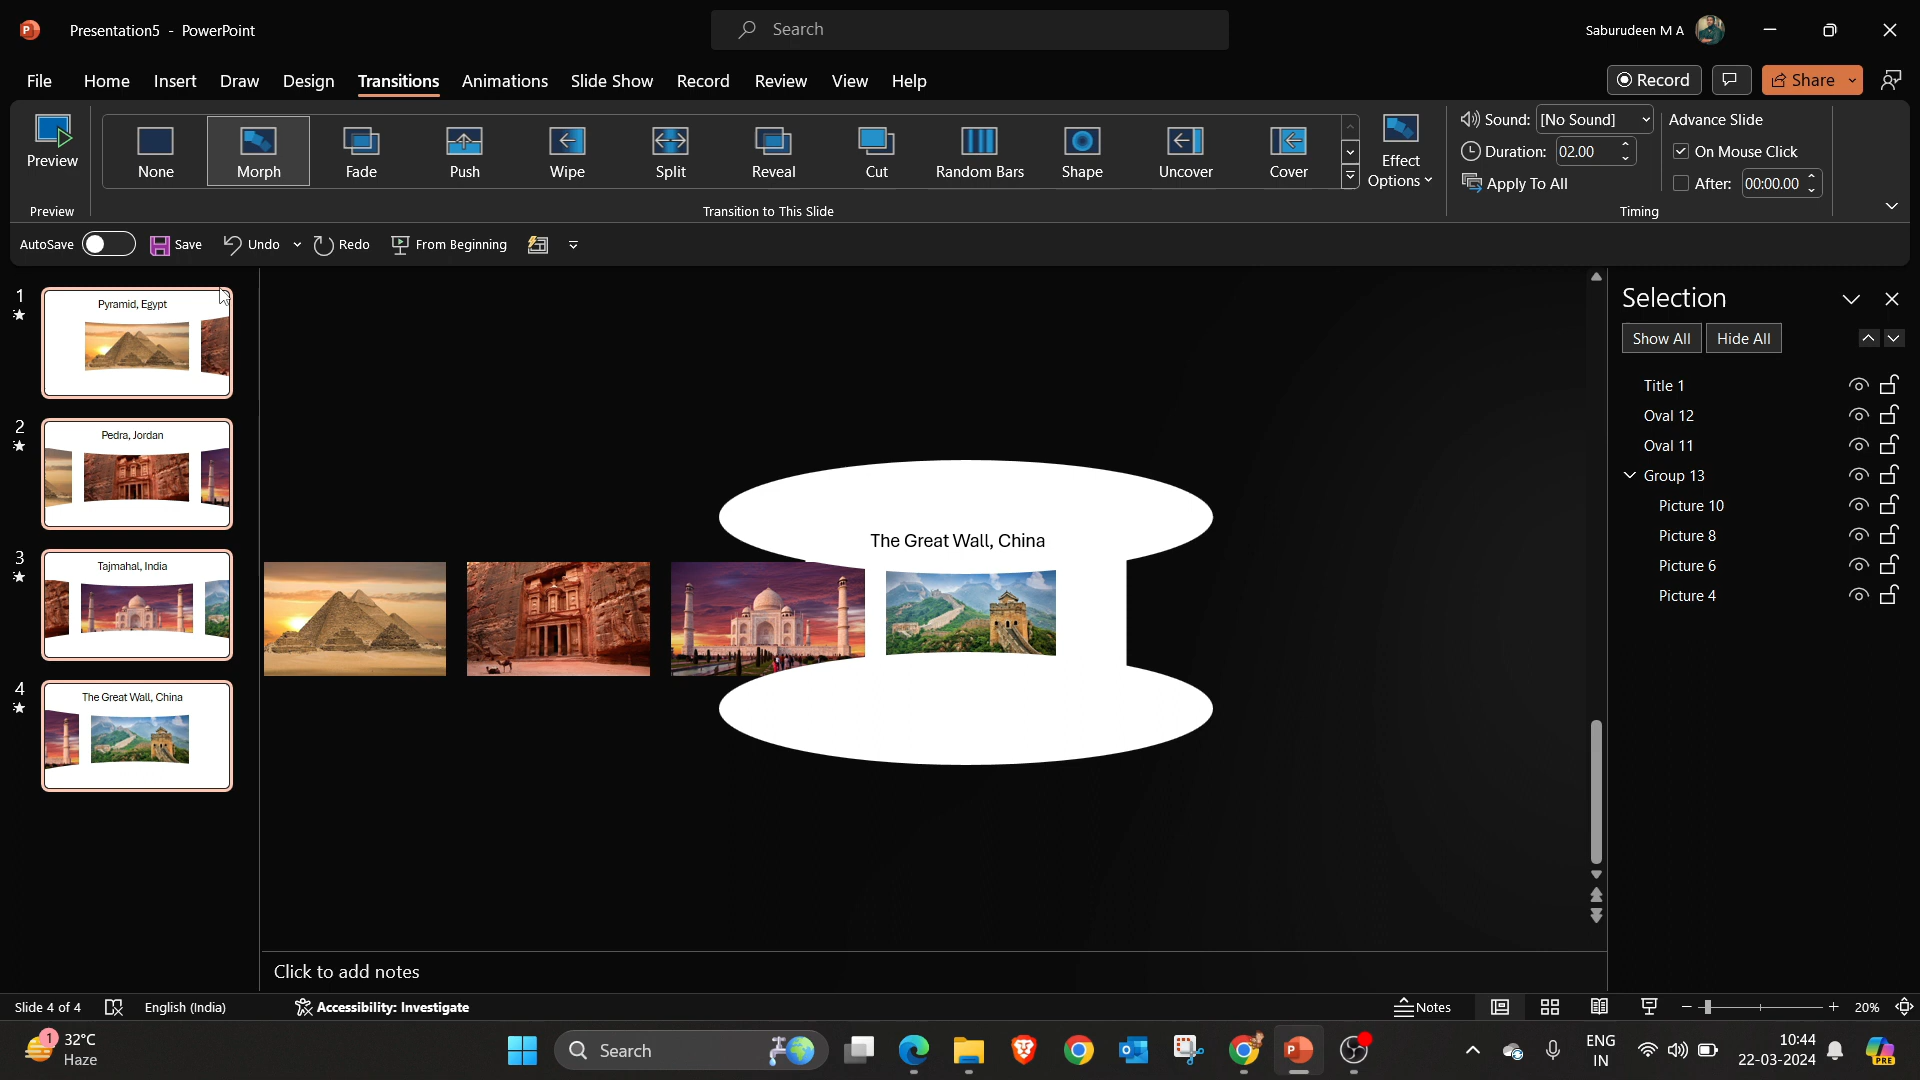 Presentation5 - PowerPoint
Search
Saburudeen M A
File Home Insert Draw Design Transitions Animations Slide Show Record Review View Help
Record
Share
Preview
None
Morph
Fade
Push
Wipe
Split
Reveal
Cut
Random Bars
Shape
Uncover
Cover
Effect
Options
Sound: [No Sound]
Duration: 02.00
Apply To All
Advance Slide
On Mouse Click
After: 00:00.00
Preview
Transition to This Slide
Timing
AutoSave
Save
Undo
Redo
From Beginning
1
Pyramid, Egypt
2
Pedra, Jordan
3
Tajmahal, India
4
The Great Wall, China
The Great Wall, China
Selection
Show All
Hide All
Title 1
Oval 12
Oval 11
Group 13
Picture 10
Picture 8
Picture 6
Picture 4
Click to add notes
Slide 4 of 4
English (India)
Accessibility: Investigate
Notes
20%
1
32°C
Haze
Search
ENG
IN
10:44
22-03-2024
PRE